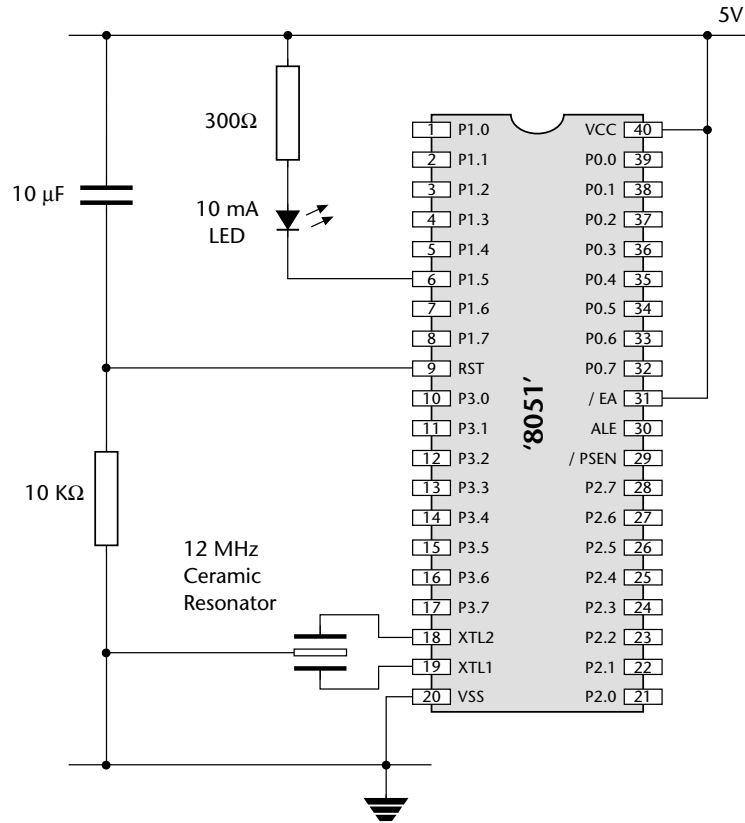 5V
300Ω
10 µF
10 mA
LED
10 KΩ
12 MHz
Ceramic
Resonator
'8051'
1 P1.0 VCC 40
2 P1.1 P0.0 39
3 P1.2 P0.1 38
4 P1.3 P0.2 37
5 P1.4 P0.3 36
6 P1.5 P0.4 35
7 P1.6 P0.5 34
8 P1.7 P0.6 33
9 RST P0.7 32
10 P3.0 / EA 31
11 P3.1 ALE 30
12 P3.2 / PSEN 29
13 P3.3 P2.7 28
14 P3.4 P2.6 27
15 P3.5 P2.5 26
16 P3.6 P2.4 25
17 P3.7 P2.3 24
18 XTL2 P2.2 23
19 XTL1 P2.1 22
20 VSS P2.0 21